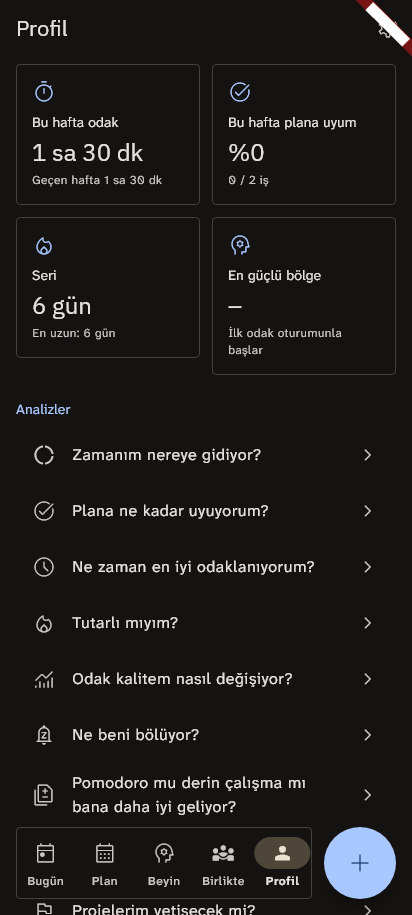 Profil
Bu hafta odak
1 sa 30 dk
Geçen hafta 1 sa 30 dk
Bu hafta plana uyum
%0
0 / 2 iş
Seri
6 gün
En uzun: 6 gün
En güçlü bölge
—
İlk odak oturumunla
başlar
Analizler
Zamanım nereye gidiyor?
Plana ne kadar uyuyorum?
Ne zaman en iyi odaklanıyorum?
Tutarlı mıyım?
Odak kalitem nasıl değişiyor?
Ne beni bölüyor?
Pomodoro mu derin çalışma mı
bana daha iyi geliyor?
Bugün
Plan
Beyin
Birlikte
Profil
Projelerim yetişecek mi?